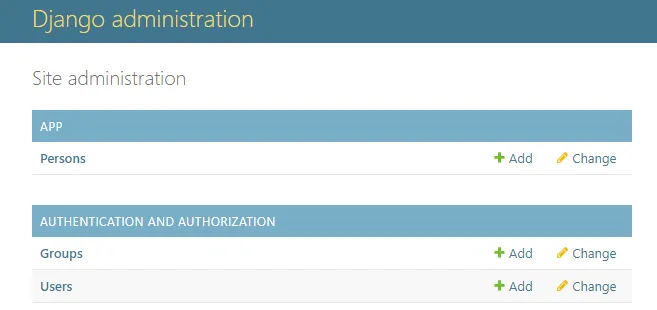 Django administration
Site administration
APP
Persons Add Change
AUTHENTICATION AND AUTHORIZATION
Groups Add Change
Users Add Change